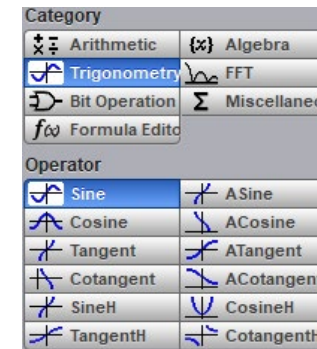 Category
Arithmetic {x} Algebra
Trigonometry FFT
Bit Operation Σ Miscellaneo
f(x) Formula Edito
Operator
Sine ASine
Cosine ACosine
Tangent ATangent
Cotangent ACotangen
SineH CosineH
TangentH CotangentH